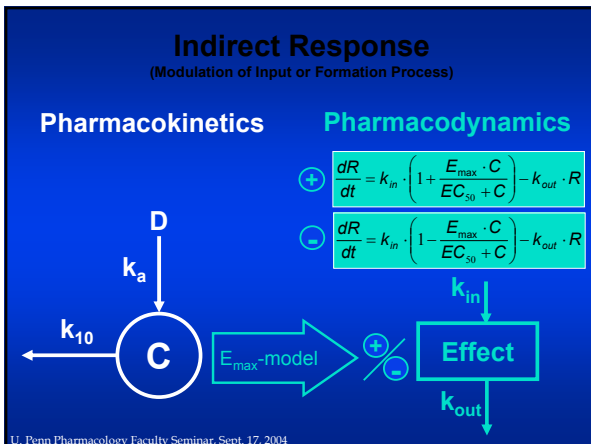 Indirect Response
(Modulation of Input or Formation Process)
Pharmacokinetics
Pharmacodynamics
+ dR/dt = k_in · (1 + E_max · C / EC_50 + C) − k_out · R
- dR/dt = k_in · (1 − E_max · C / EC_50 + C) − k_out · R
D
k_a
k_10
C
E_max-model
+/-
k_in
Effect
k_out
U. Penn Pharmacology Faculty Seminar, Sept. 17, 2004